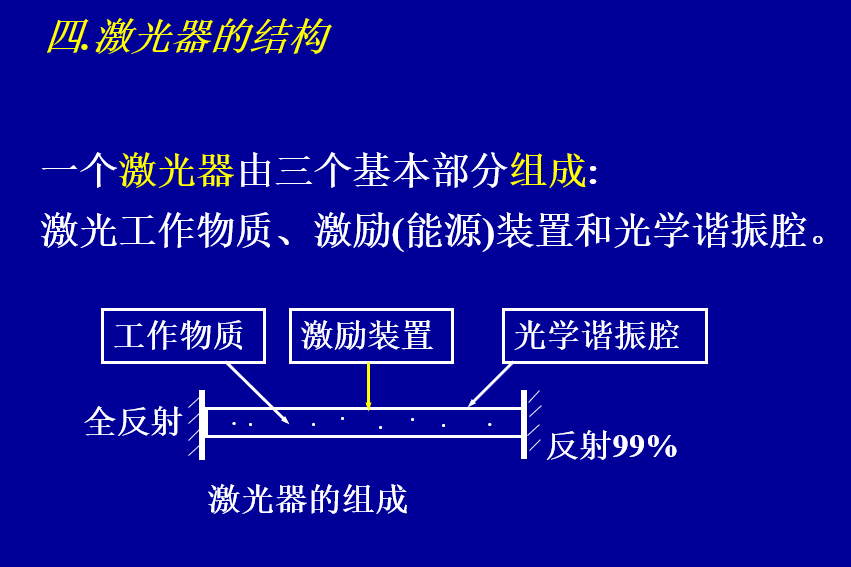 四.激光器的结构
一个激光器由三个基本部分组成:
激光工作物质、激励(能源)装置和光学谐振腔。
工作物质
激励装置
光学谐振腔
全反射
反射99%
激光器的组成